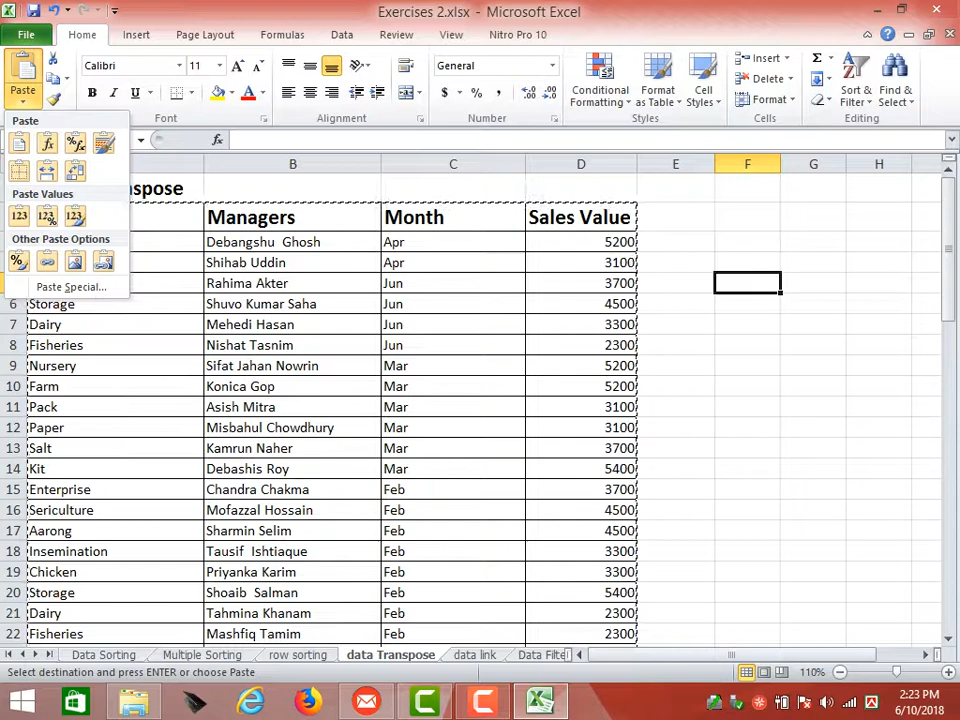 Exercises 2.xlsx - Microsoft Excel
File Home Insert Page Layout Formulas Data Review View Nitro Pro 10
Paste
Calibri 11
B I U A
Font
Alignment
General
$ % ,
Number
Conditional Formatting
Format as Table
Cell Styles
Styles
Insert
Delete
Format
Cells
Σ
Sort & Filter
Find & Select
Editing
Paste
fx
Paste Values
123 123 123
Other Paste Options
Paste Special...
fx
B C D E F G H
nspose
Managers Month Sales Value
Debangshu Ghosh Apr 5200
Shihab Uddin Apr 3100
Rahima Akter Jun 3700
6 Storage Shuvo Kumar Saha Jun 4500
7 Dairy Mehedi Hasan Jun 3300
8 Fisheries Nishat Tasnim Jun 2300
9 Nursery Sifat Jahan Nowrin Mar 5200
10 Farm Konica Gop Mar 5200
11 Pack Asish Mitra Mar 3100
12 Paper Misbahul Chowdhury Mar 3100
13 Salt Kamrun Naher Mar 3700
14 Kit Debashis Roy Mar 5400
15 Enterprise Chandra Chakma Feb 3700
16 Sericulture Mofazzal Hossain Feb 4500
17 Aarong Sharmin Selim Feb 4500
18 Insemination Tausif Ishtiaque Feb 3300
19 Chicken Priyanka Karim Feb 3300
20 Storage Shoaib Salman Feb 5400
21 Dairy Tahmina Khanam Feb 2300
22 Fisheries Mashfiq Tamim Feb 2300
Data Sorting Multiple Sorting row sorting data Transpose data link Data Filte
Select destination and press ENTER or choose Paste 110%
2:23 PM
6/10/2018